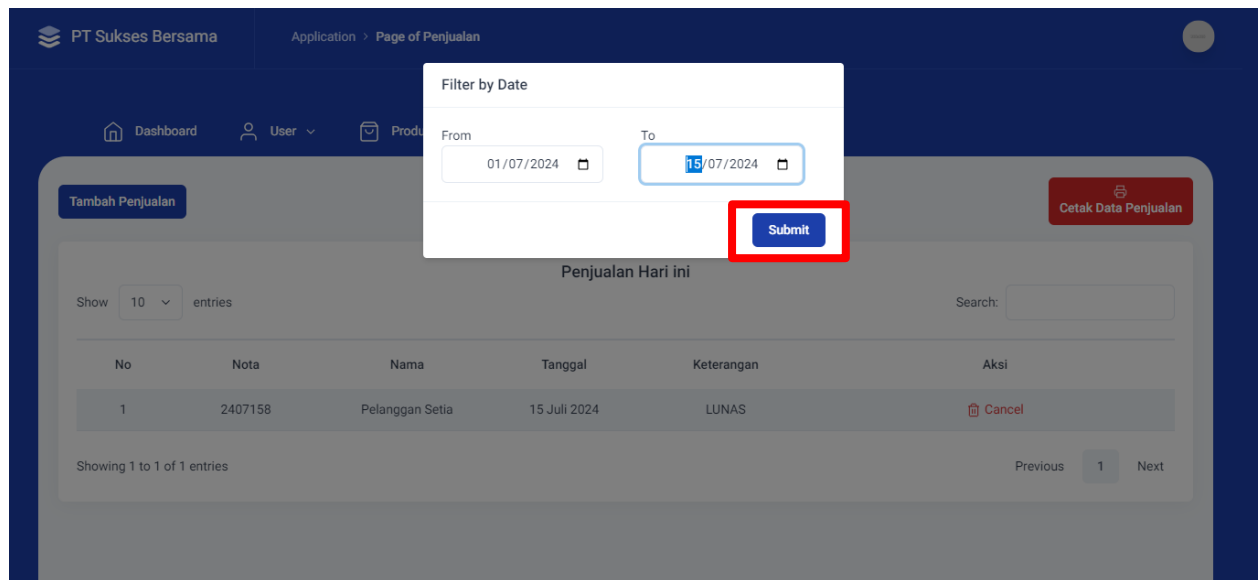 PT Sukses Bersama
Application > Page of Penjualan
Filter by Date
Dashboard
User
Produ
From
To
01/07/2024
15/07/2024
Submit
Tambah Penjualan
Cetak Data Penjualan
Penjualan Hari ini
Show 10 entries
Search:
No Nota Nama Tanggal Keterangan Aksi
1 2407158 Pelanggan Setia 15 Juli 2024 LUNAS Cancel
Showing 1 to 1 of 1 entries
Previous 1 Next